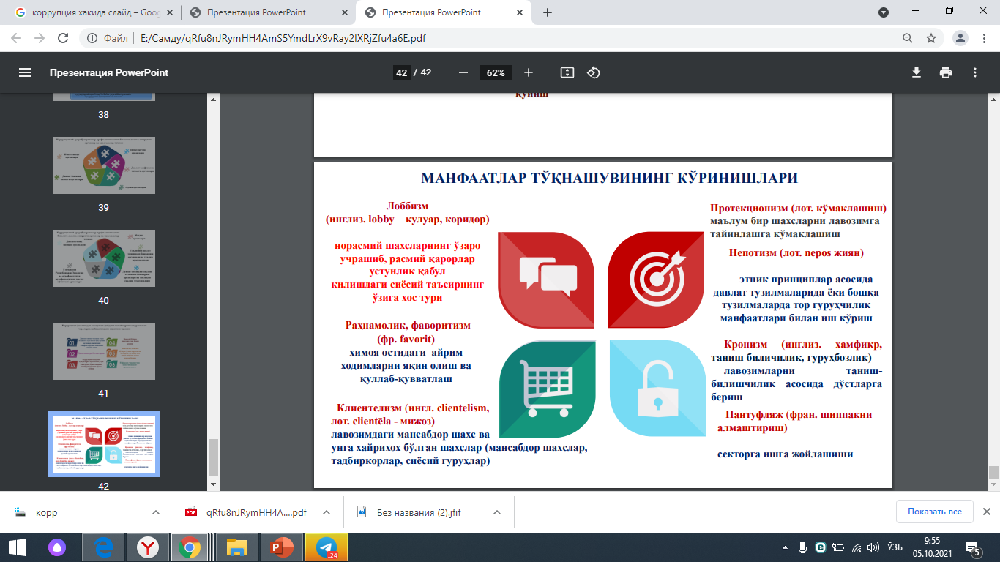 коррупция хакида слайд – Goog
Презентация PowerPoint
Презентация PowerPoint
Файл
E:/Самду/qRfu8nJRymHH4AmS5YmdLrX9vRay2lXRjZfu4a6E.pdf
Презентация PowerPoint
42 / 42
62%
38
39
40
41
42
қўйиш
МАНФААТЛАР ТЎҚНАШУВИНИНГ КЎРИНИШЛАРИ
Лоббизм
(инглиз. lobby – кулуар, коридор)
норасмий шахсларнинг ўзаро
учрашиб, расмий қарорлар
устунлик қабул
қилишдаги сиёсий таъсирнинг
ўзига хос тури
Раҳнамолик, фаворитизм
(фр. favorit)
химоя остидаги айрим
ходимларни яқин олиш ва
қуллаб-қувватлаш
Клиентелизм (ингл. clientelism,
лот. clientēla - мижоз)
лавозимдаги мансабдор шахс ва
унга хайрихох бўлган шахслар (мансабдор шахслар,
тадбиркорлар, сиёсий гуруҳлар)
Протекционизм (лот. кўмаклашиш)
маълум бир шахсларни лавозимга
тайинлашга кўмаклашиш
Непотизм (лот. nepos жиян)
этник принциплар асосида
давлат тузилмаларида ёки бошқа
тузилмаларда тор гуруҳчилик
манфаатлари билан иш кўриш
Кронизм (инглиз. хамфикр,
таниш биличилик, гуруҳбозлик)
лавозимларни таниш-
билишчилик асосида дўстларга
бериш
Пантуфляж (фран. шиппакни
алмаштириш)
секторга ишга жойлашиши
корр
qRfu8nJRymHH4A....pdf
Без названия (2).jfif
Показать все
.24
ЎЗБ
9:55
05.10.2021
5